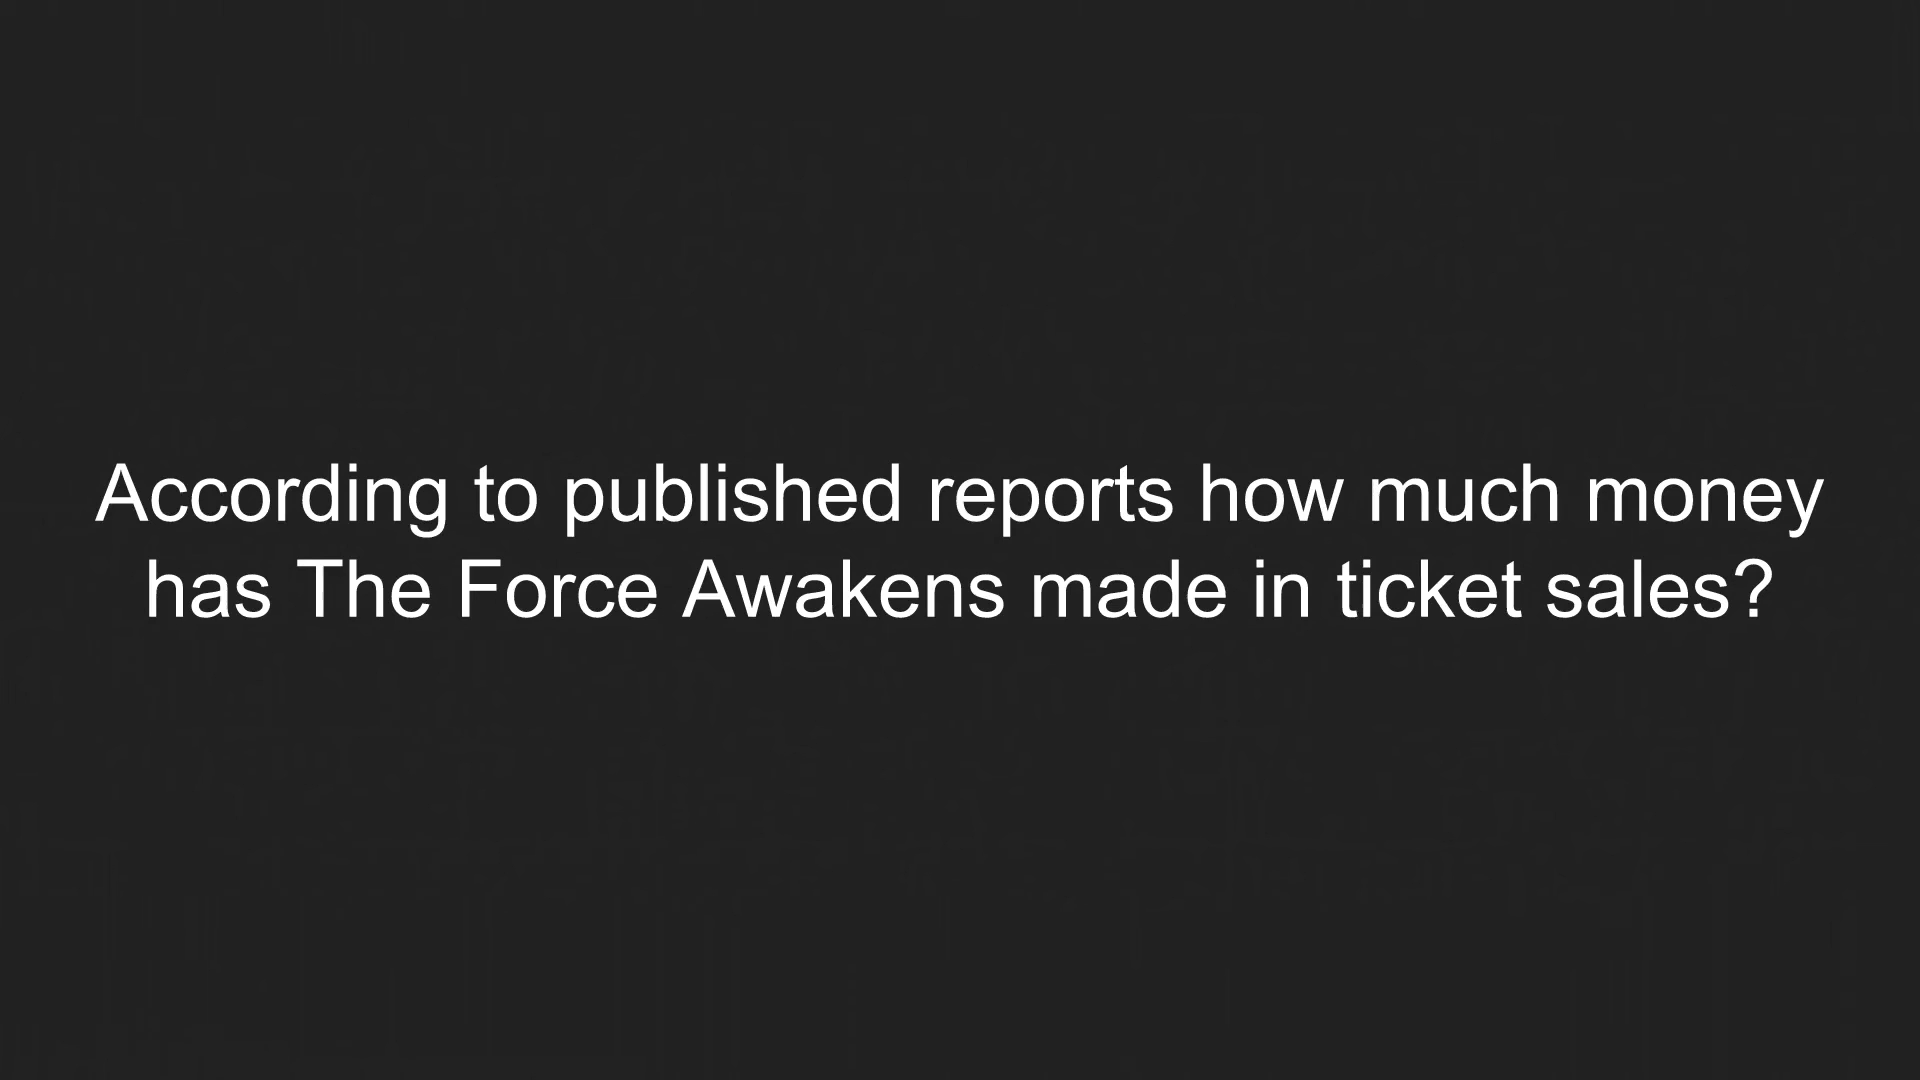 According to published reports how much money
has The Force Awakens made in ticket sales?